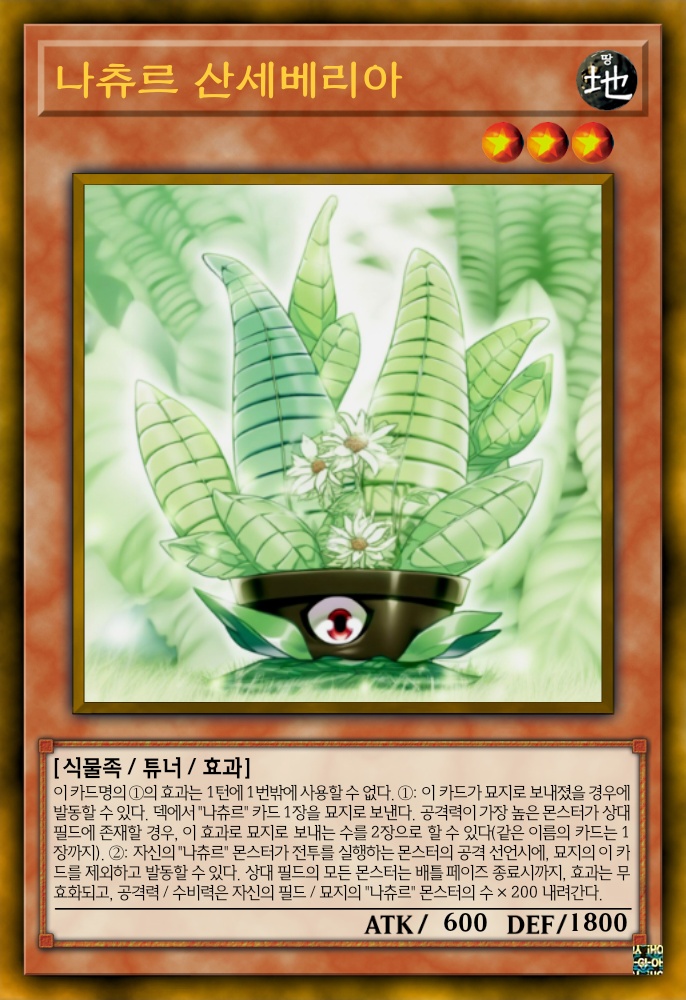 나츄르 산세베리아
땅
地
[식물족 / 튜너 / 효과]
이 카드명의 ①의 효과는 1턴에 1번밖에 사용할 수 없다. ①: 이 카드가 묘지로 보내졌을 경우에
발동할 수 있다. 덱에서 "나츄르" 카드 1장을 묘지로 보낸다. 공격력이 가장 높은 몬스터가 상대
필드에 존재할 경우, 이 효과로 묘지로 보내는 수를 2장으로 할 수 있다(같은 이름의 카드는 1
장까지). ②: 자신의 "나츄르" 몬스터가 전투를 실행하는 몬스터의 공격 선언시에, 묘지의 이 카
드를 제외하고 발동할 수 있다. 상대 필드의 모든 몬스터는 배틀 페이즈 종료시까지, 효과는 무
효화되고, 공격력 / 수비력은 자신의 필드 / 묘지의 "나츄르" 몬스터의 수 × 200 내려간다.
ATK/ 600 DEF/1800